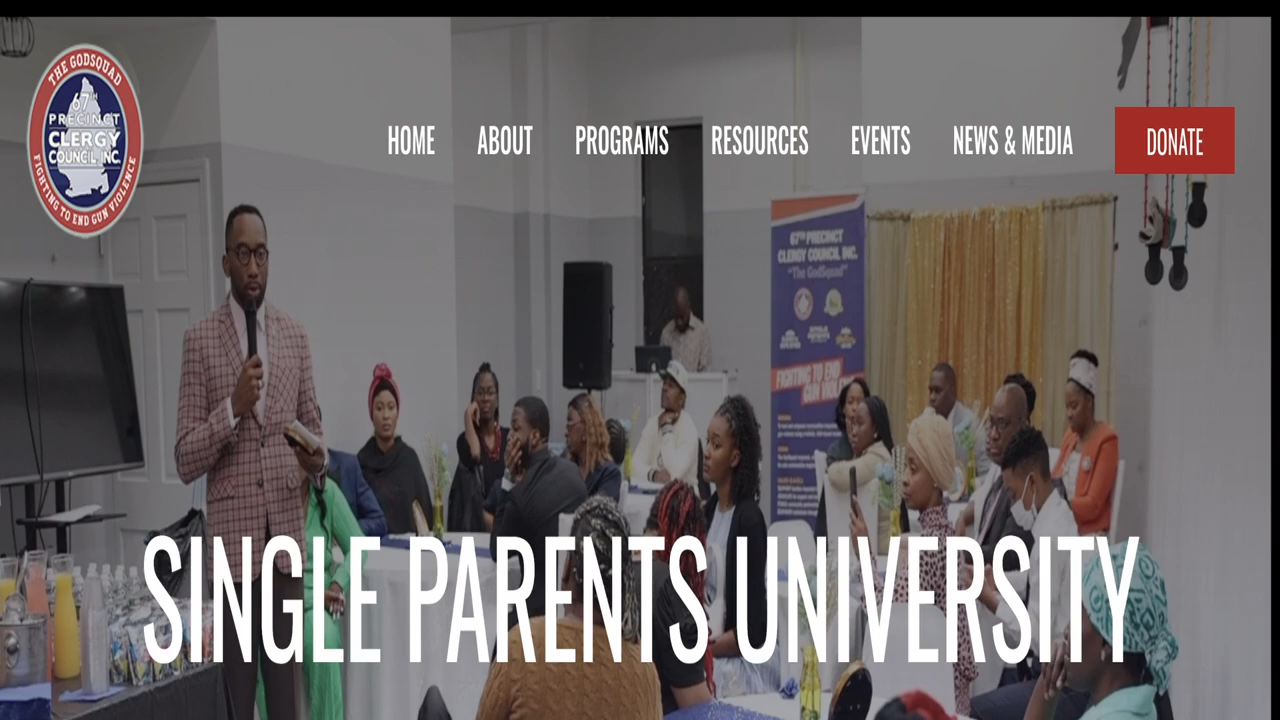 THE GODSQUAD
67TH
PRECINCT
CLERGY
COUNCIL, INC.
FIGHTING TO END GUN VIOLENCE
HOME
ABOUT
PROGRAMS
RESOURCES
EVENTS
NEWS & MEDIA
DONATE
67TH PRECINCT
CLERGY COUNCIL INC.
"The GodSquad"
FIGHTING TO END
GUN
SINGLE PARENTS UNIVERSITY